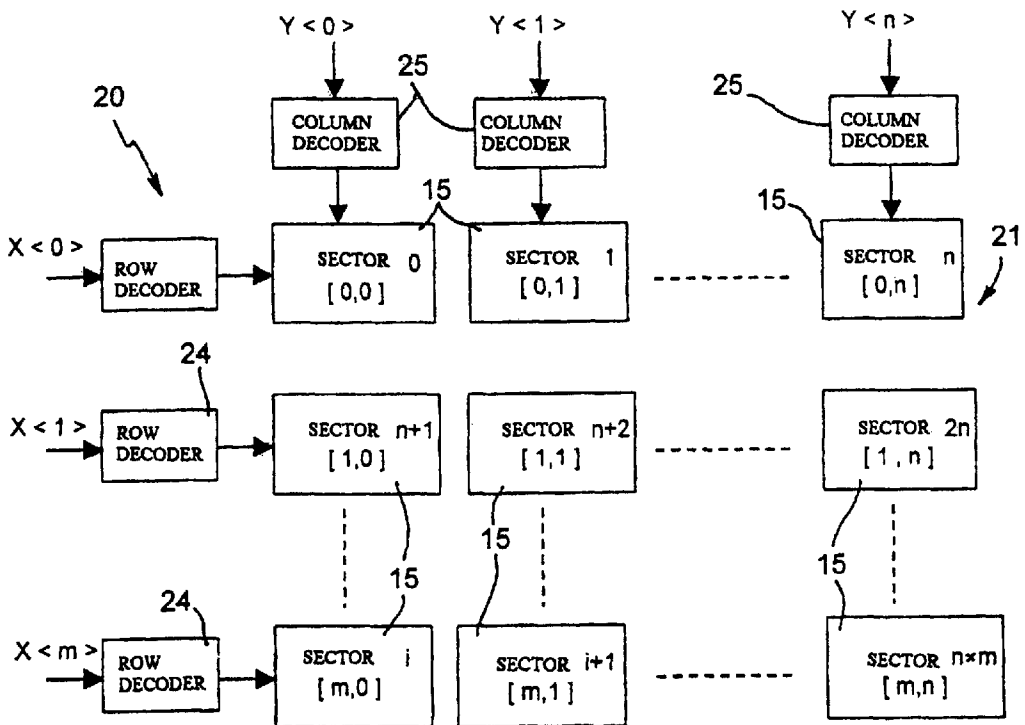 Y < 0 >
Y < 1 >
Y < n >
20
25
25
COLUMN
DECODER
COLUMN
DECODER
COLUMN
DECODER
15
15
21
X < 0 >
ROW
DECODER
SECTOR 0
[ 0,0 ]
SECTOR 1
[ 0,1 ]
SECTOR n
[ 0,n ]
24
X < 1 >
ROW
DECODER
SECTOR n+1
[ 1,0 ]
SECTOR n+2
[ 1,1 ]
SECTOR 2n
[ 1 , n ]
15
15
15
15
24
X < m >
ROW
DECODER
SECTOR i
[ m,0 ]
SECTOR i+1
[ m,1 ]
SECTOR n×m
[ m,n ]